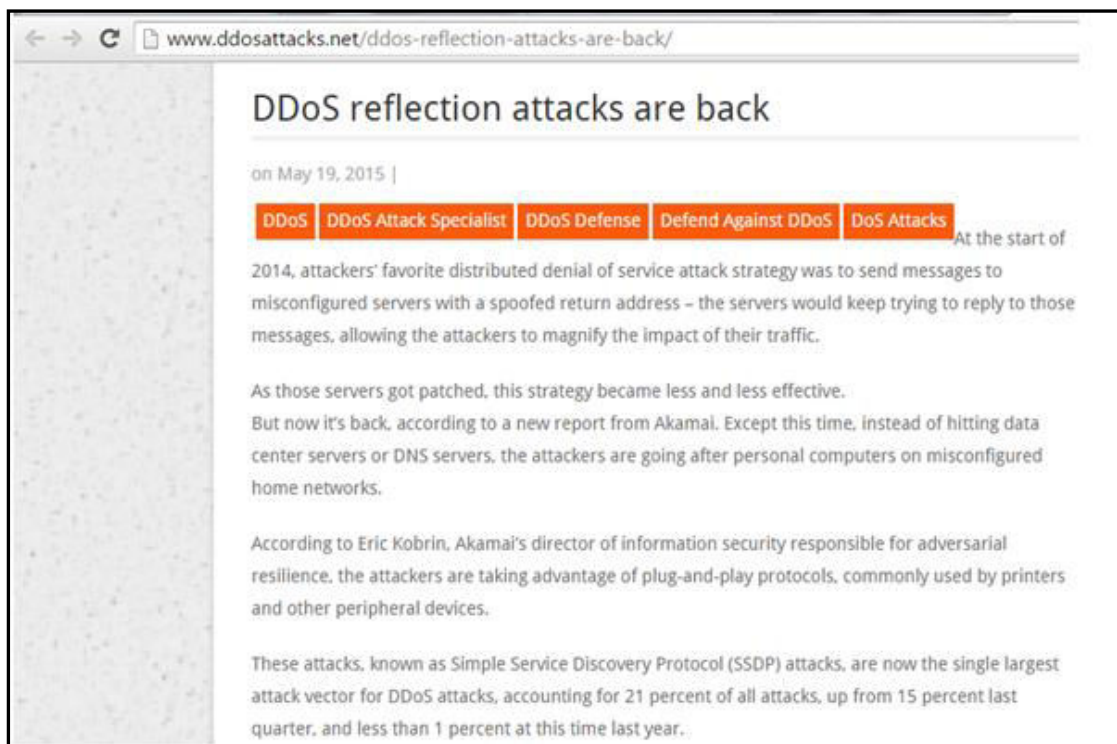 www.ddosattacks.net/ddos-reflection-attacks-are-back/
DDoS reflection attacks are back
on May 19, 2015 |
DDoS DDoS Attack Specialist DDoS Defense Defend Against DDoS DoS Attacks At the start of
2014, attackers’ favorite distributed denial of service attack strategy was to send messages to
misconfigured servers with a spoofed return address – the servers would keep trying to reply to those
messages, allowing the attackers to magnify the impact of their traffic.
As those servers got patched, this strategy became less and less effective.
But now it’s back, according to a new report from Akamai. Except this time, instead of hitting data
center servers or DNS servers, the attackers are going after personal computers on misconfigured
home networks.
According to Eric Kobrin, Akamai’s director of information security responsible for adversarial
resilience, the attackers are taking advantage of plug-and-play protocols, commonly used by printers
and other peripheral devices.
These attacks, known as Simple Service Discovery Protocol (SSDP) attacks, are now the single largest
attack vector for DDoS attacks, accounting for 21 percent of all attacks, up from 15 percent last
quarter, and less than 1 percent at this time last year.